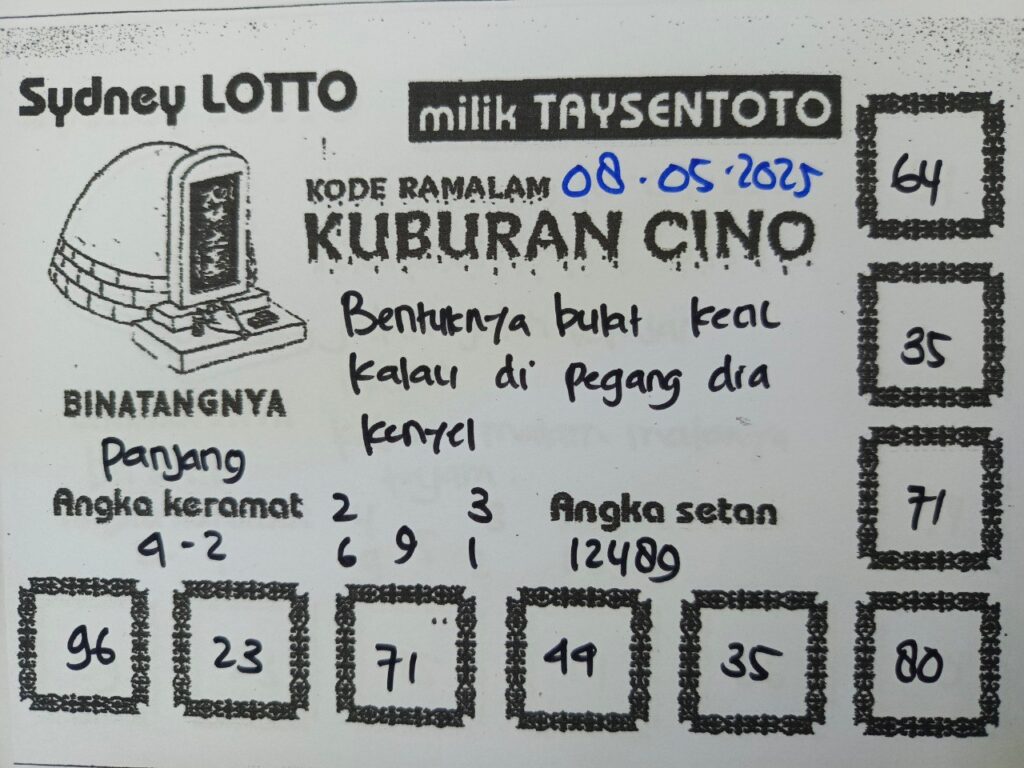 Sydney LOTTO
milik TAYSENTOTO
KODE RAMALAM 08.05.2025
KUBURAN CINO
Bentuknya bulat kecil
kalau di pegang dia
kenyel
BINATANGNYA
Panjang
Angka keramat
4-2
2 3
6 9 1
Angka setan
12489
64
35
71
96 23 71 44 35 80